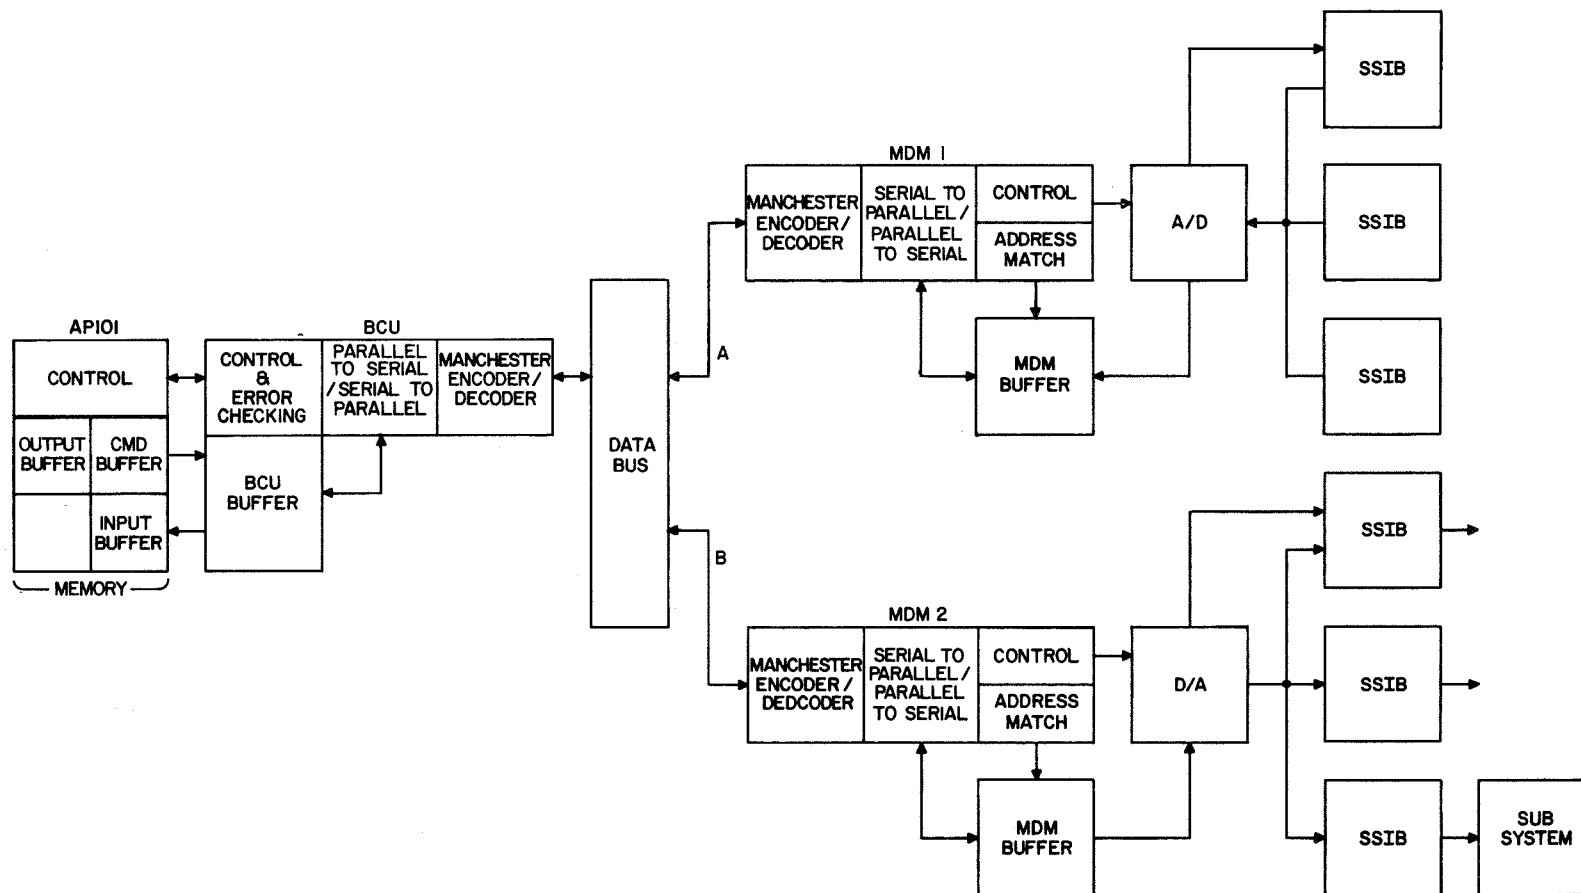 AP101
CONTROL
OUTPUT
BUFFER
CMD
BUFFER
INPUT
BUFFER
MEMORY
BCU
CONTROL
&
ERROR
CHECKING
PARALLEL
TO SERIAL
/SERIAL TO
PARALLEL
MANCHESTER
ENCODER/
DECODER
BCU
BUFFER
DATA
BUS
A
B
MDM 1
MANCHESTER
ENCODER/
DECODER
SERIAL TO
PARALLEL/
PARALLEL
TO SERIAL
CONTROL
ADDRESS
MATCH
MDM
BUFFER
A/D
SSIB
SSIB
SSIB
MDM 2
MANCHESTER
ENCODER/
DEDCODER
SERIAL TO
PARALLEL/
PARALLEL
TO SERIAL
CONTROL
ADDRESS
MATCH
MDM
BUFFER
D/A
SSIB
SSIB
SSIB
SUB
SYSTEM